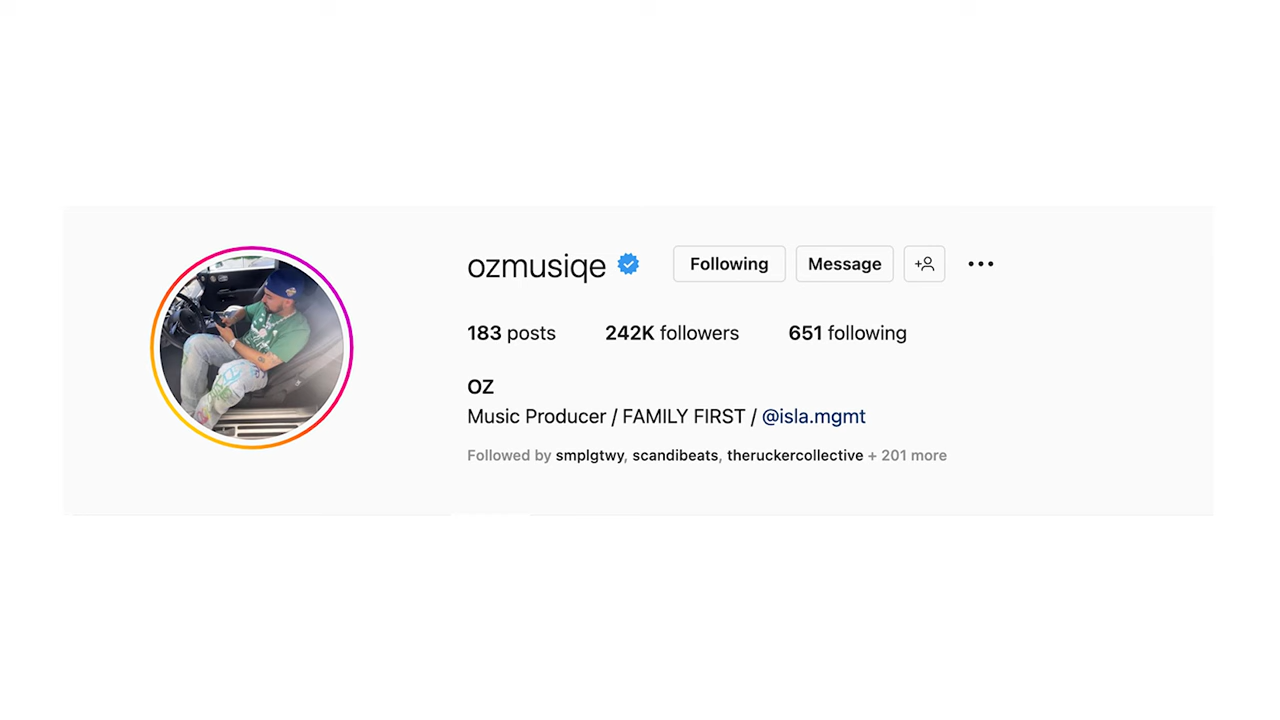 ozmusiqe Following Message
183 posts 242K followers 651 following
OZ
Music Producer / FAMILY FIRST / @isla.mgmt
Followed by smplgtwy, scandibeats, theruckercollective + 201 more